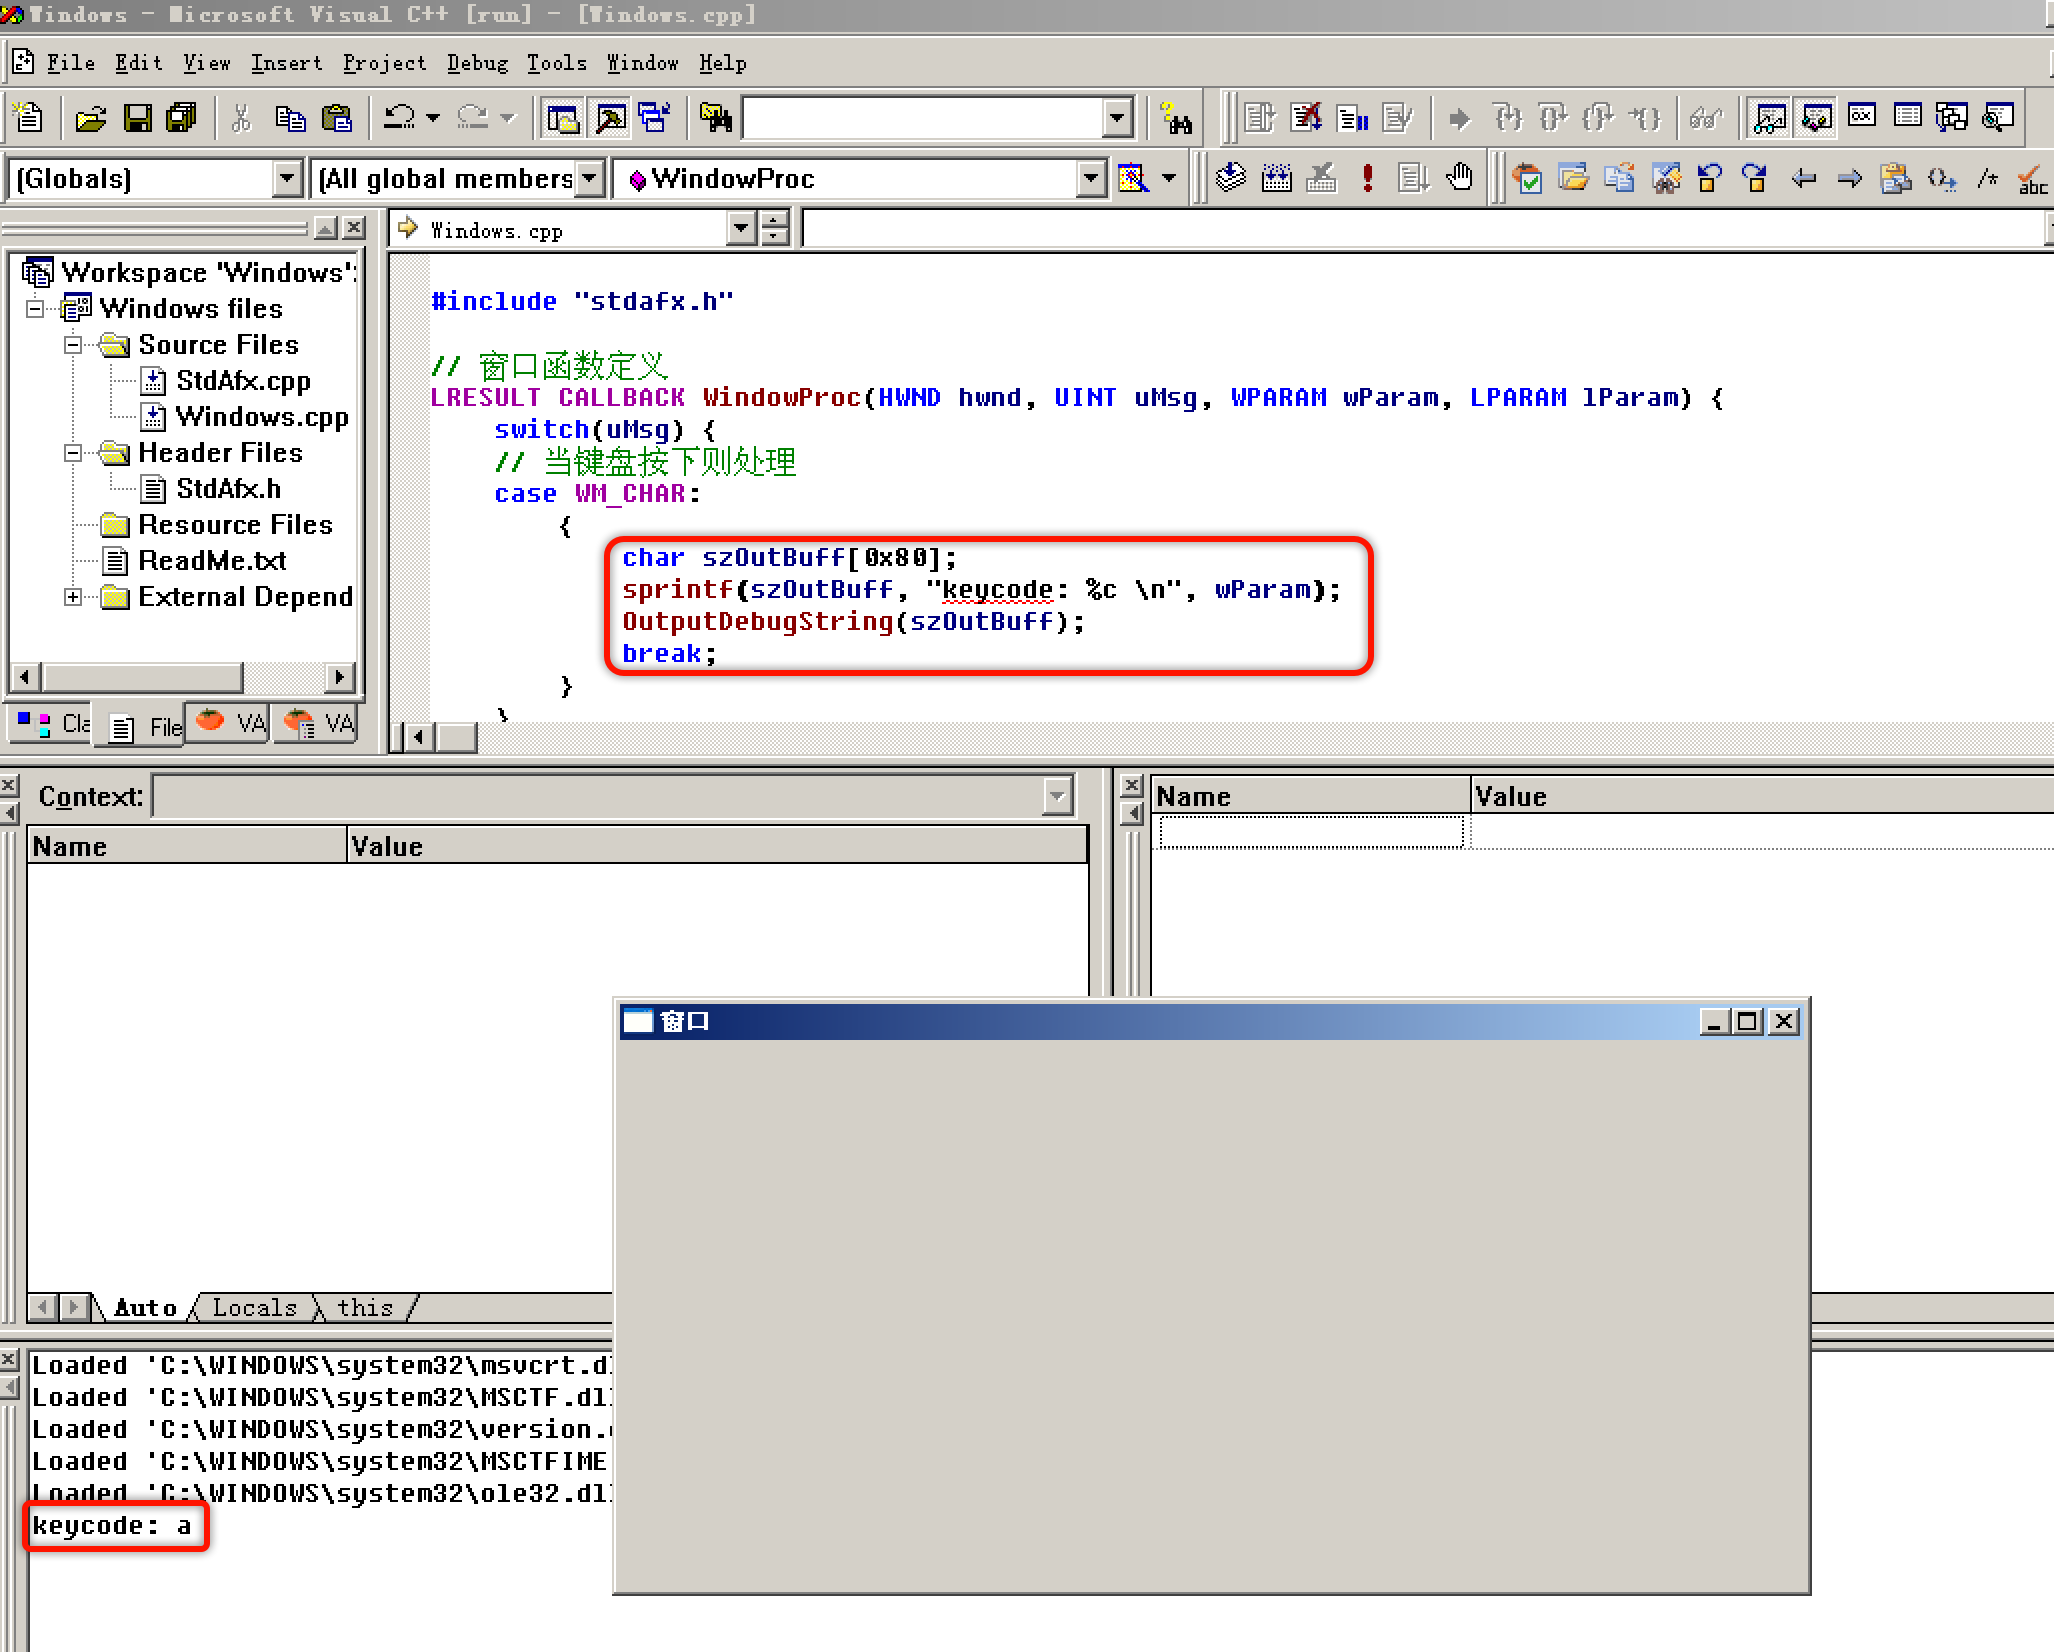 Windows - Microsoft Visual C++ [run] - [Windows.cpp]
File Edit View Insert Project Debug Tools Window Help
(Globals) (All global members WindowProc
/* abc
Windows.cpp
Workspace 'Windows':
Windows files
Source Files
StdAfx.cpp
Windows.cpp
Header Files
StdAfx.h
Resource Files
ReadMe.txt
External Depend
Cla File VA VA
#include "stdafx.h"
// 窗口函数定义
LRESULT CALLBACK WindowProc(HWND hwnd, UINT uMsg, WPARAM wParam, LPARAM lParam) {
switch(uMsg) {
// 当键盘按下则处理
case WM_CHAR:
{
char szOutBuff[0x80];
sprintf(szOutBuff, "keycode: %c \n", wParam);
OutputDebugString(szOutBuff);
break;
}
}
Context:
Name Value
Name Value
窗口
Auto Locals this
Loaded 'C:\WINDOWS\system32\msvcrt.dl
Loaded 'C:\WINDOWS\system32\MSCTF.dll
Loaded 'C:\WINDOWS\system32\version.
Loaded 'C:\WINDOWS\system32\MSCTFIME
Loaded 'C:\WINDOWS\system32\ole32.dll
keycode: a